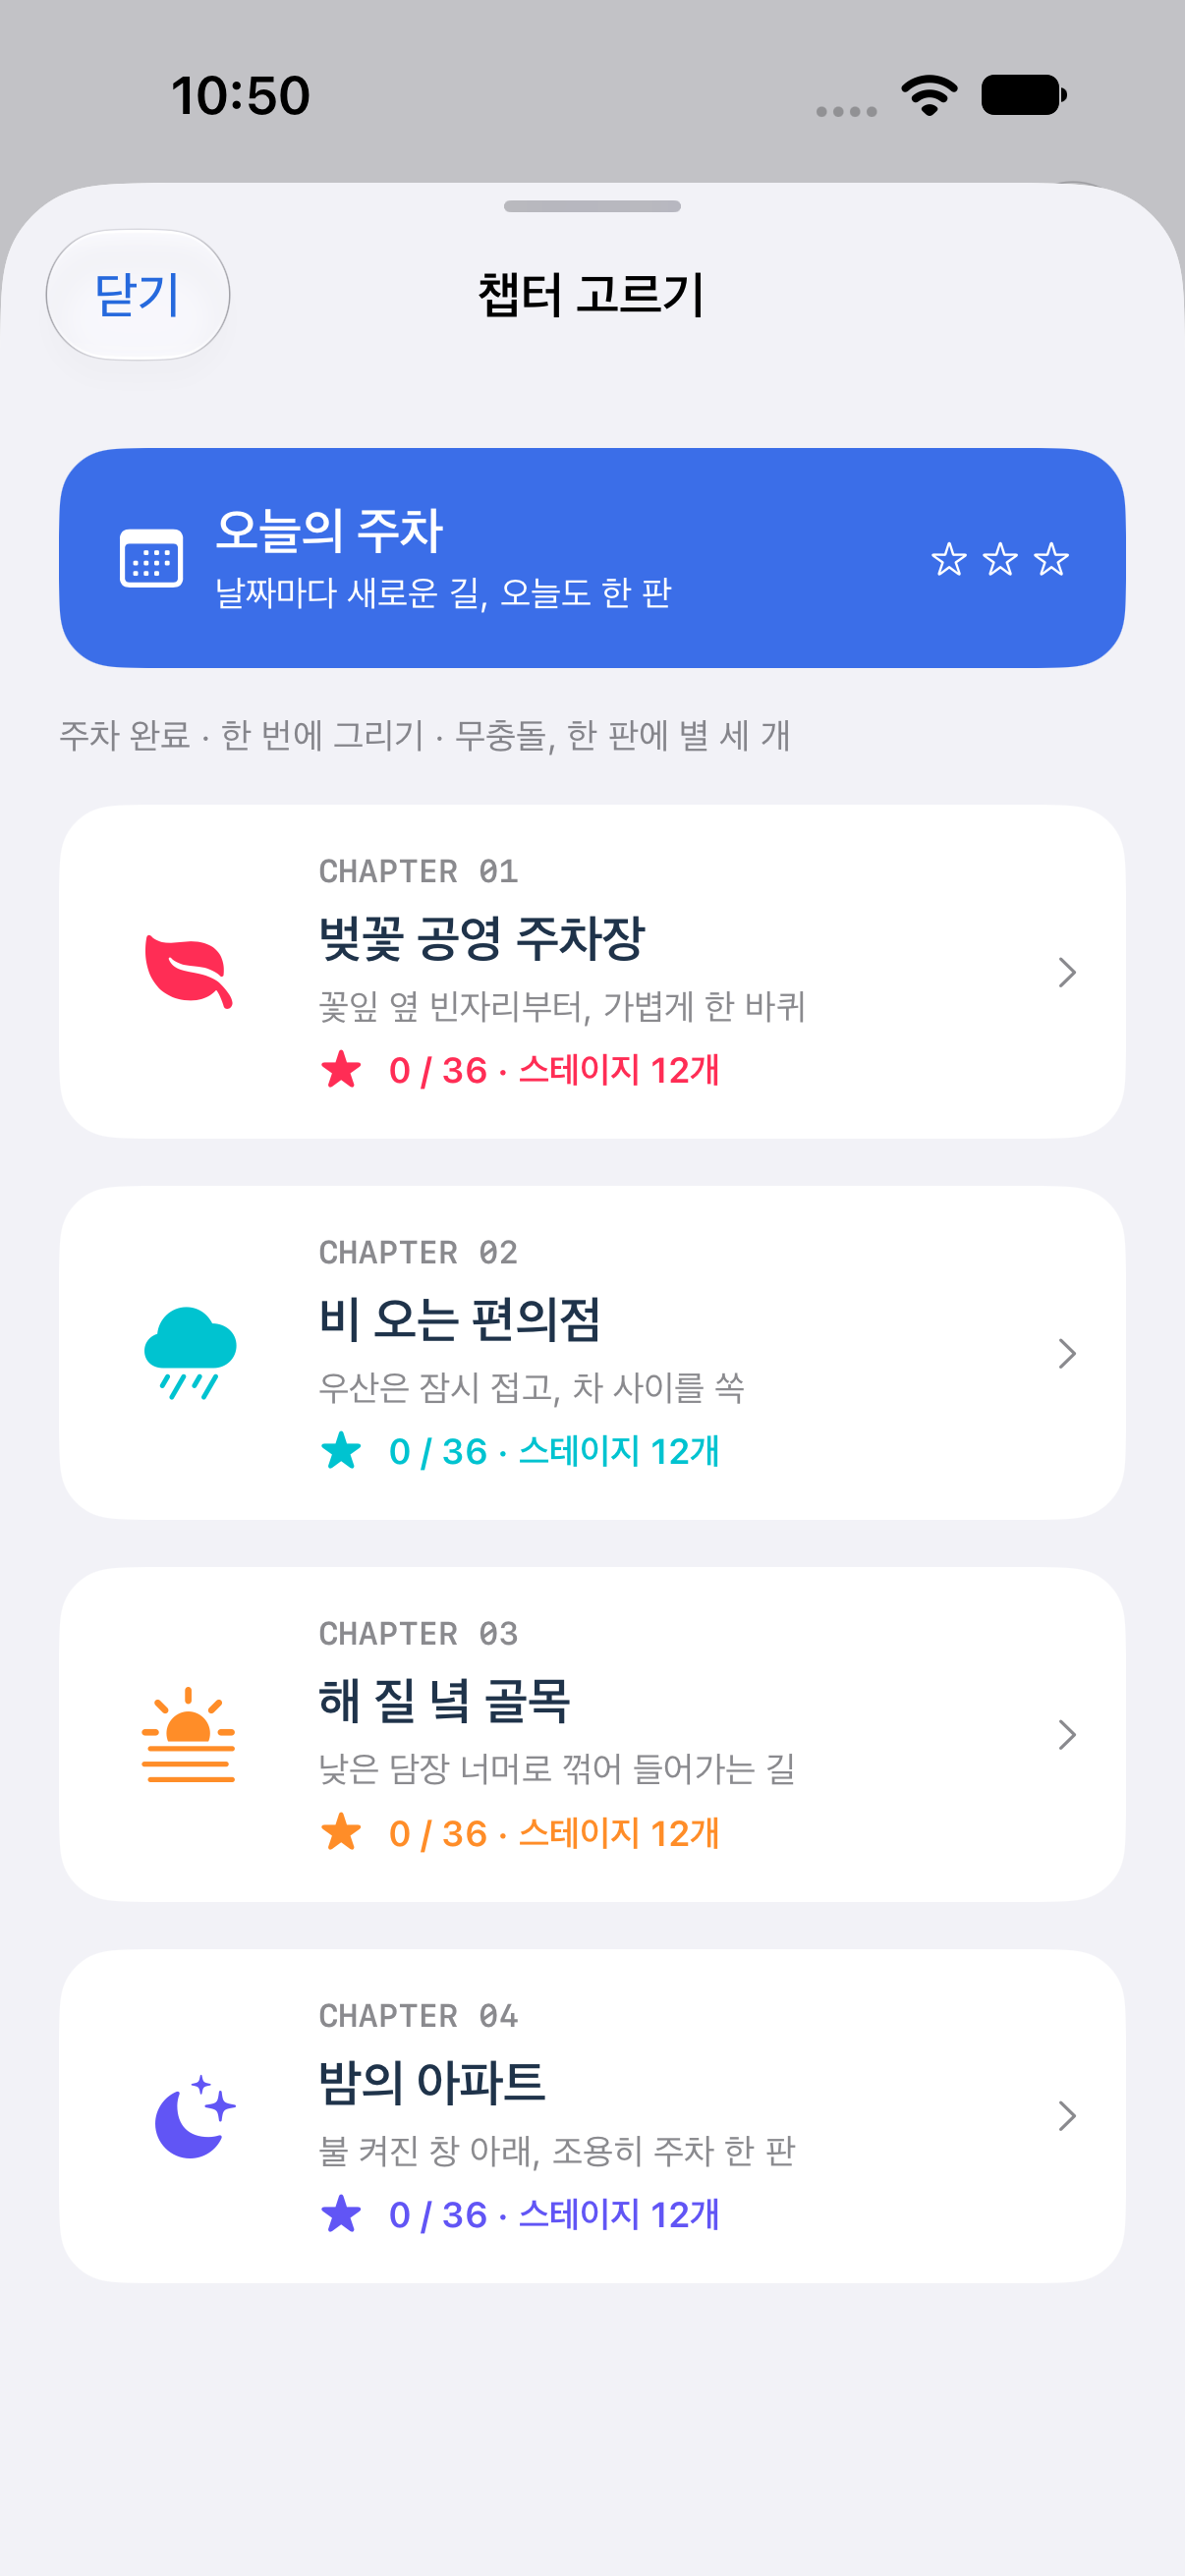 10:50
닫기
챕터 고르기
오늘의 주차
날짜마다 새로운 길, 오늘도 한 판
주차 완료 · 한 번에 그리기 · 무충돌, 한 판에 별 세 개
CHAPTER 01
벚꽃 공영 주차장
꽃잎 옆 빈자리부터, 가볍게 한 바퀴
0 / 36 · 스테이지 12개
CHAPTER 02
비 오는 편의점
우산은 잠시 접고, 차 사이를 쏙
0 / 36 · 스테이지 12개
CHAPTER 03
해 질 녘 골목
낮은 담장 너머로 꺾어 들어가는 길
0 / 36 · 스테이지 12개
CHAPTER 04
밤의 아파트
불 켜진 창 아래, 조용히 주차 한 판
0 / 36 · 스테이지 12개